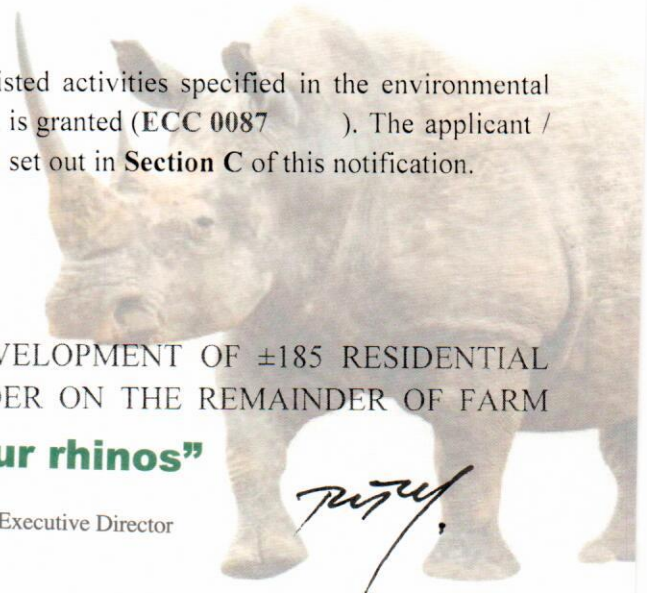 isted activities specified in the environmental
is granted (ECC 0087 ). The applicant /
set out in Section C of this notification.
VELOPMENT OF ±185 RESIDENTIAL
DER ON THE REMAINDER OF FARM
ur rhinos”
Executive Director